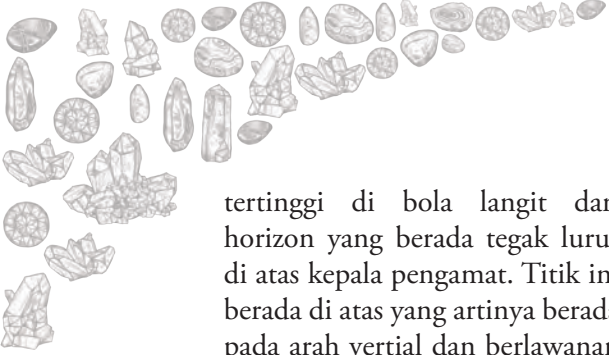 tertinggi di bola langit dar
horizon yang berada tegak luru
di atas kepala pengamat. Titik in
berada di atas yang artinya berada
pada arah vertial dan berlawanan